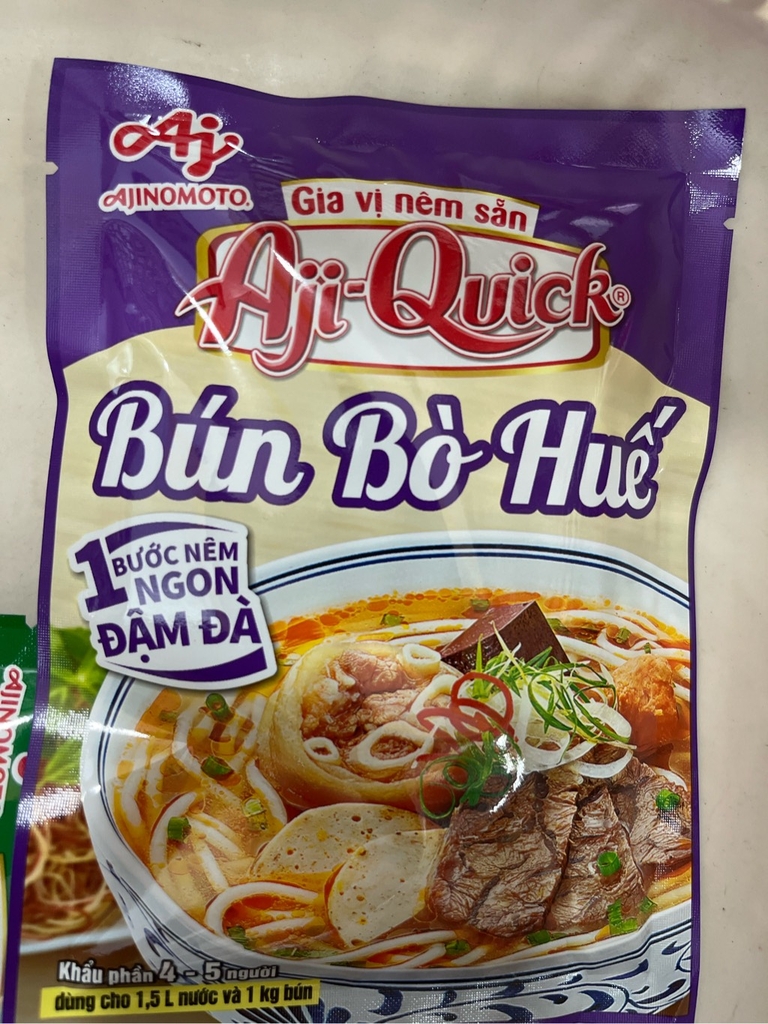 Aj
AJINOMOTO®
Gia vị nêm sẵn
Aji-Quick®
Bún Bò Huế
1 BƯỚC NÊM
NGON
ĐẬM ĐÀ
Khẩu phần 4 - 5 người
dùng cho 1,5 L nước và 1 kg bún